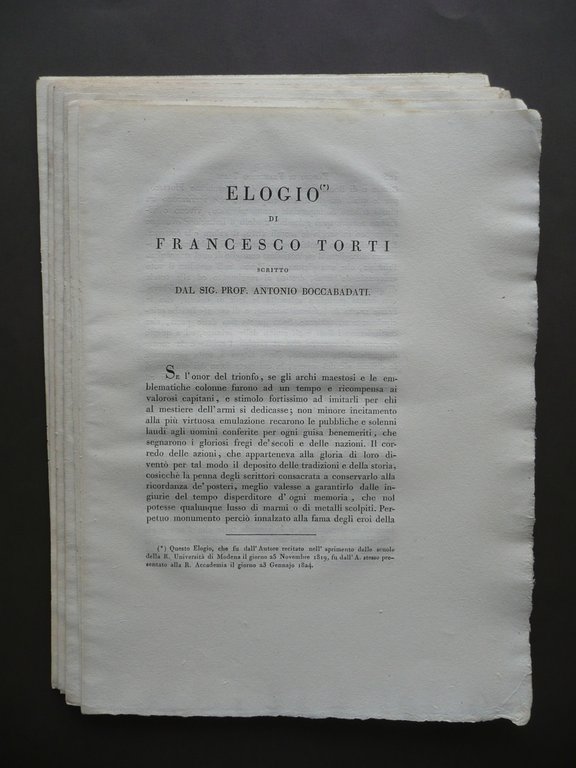 ELOGIO(*)
DI
FRANCESCO TORTI
SCRITTO
DAL SIG. PROF. ANTONIO BOCCABADATI.
Se l'onor del trionfo, se gli archi maestosi e le em-
blematiche colonne furono ad un tempo e ricompensa ai
valorosi capitani, e stimolo fortissimo ad imitarli per chi
al mestiere dell'armi si dedicasse; non minore incitamento
alla più virtuosa emulazione recarono le pubbliche e solenni
laudi agli uomini conferite per ogni guisa benemeriti, che
segnarono i gloriosi fregi de'secoli e delle nazioni. Il cor-
redo delle azioni, che apparteneva alla gloria di loro di-
ventò per tal modo il deposito delle tradizioni e della storia,
cosicchè la penna degli scrittori consacrata a conservarlo alla
ricordanza de'posteri, meglio valesse a garantirlo dalle in-
giurie del tempo disperditore d'ogni memoria, che nol
potesse qualunque lusso di marmi o di metalli scolpiti. Per-
petuo monumento perciò innalzato alla fama degli eroi della
(*) Questo Elogio, che fu dall'Autore recitato nell'aprimento delle scuole
della R. Università di Modena il giorno 25 Novembre 1819, fu dall'A. stesso pre-
sentato alla R. Accademia il giorno 23 Gennajo 1824.